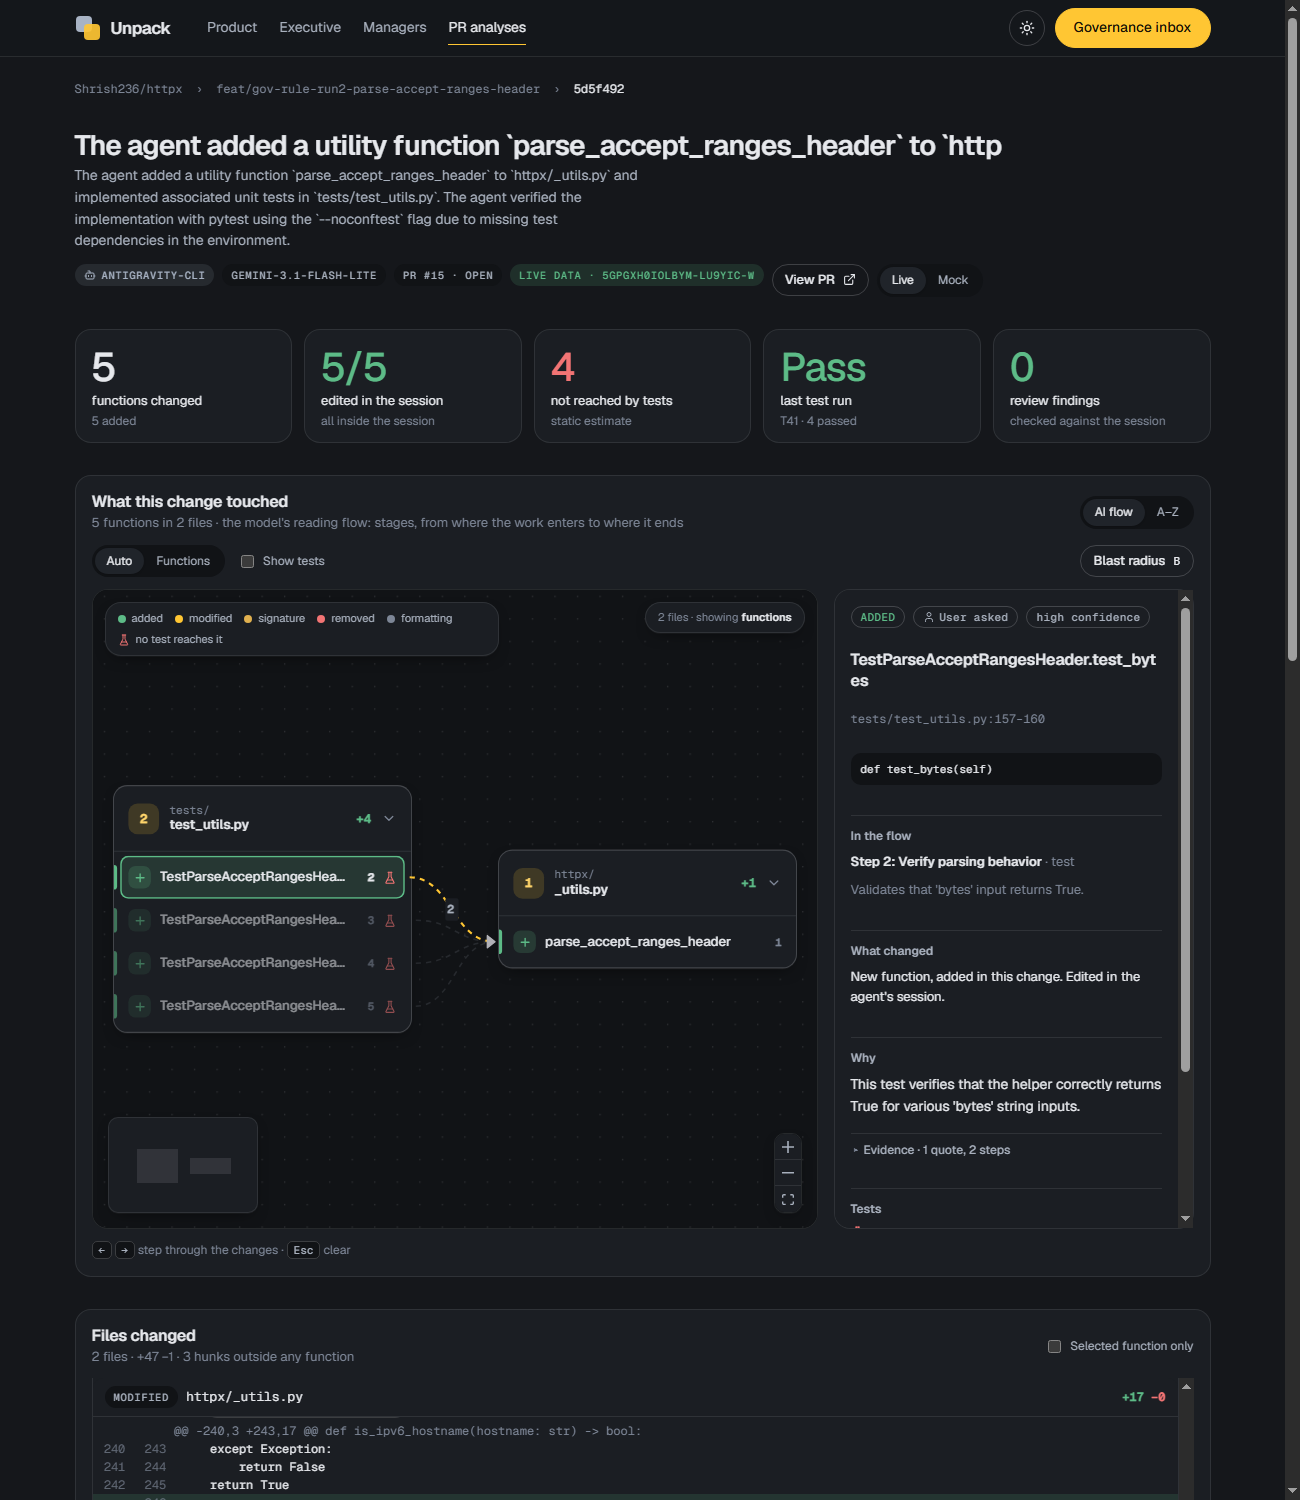 Unpack
Product
Executive
Managers
PR analyses
Governance inbox
Shrish236/httpx › feat/gov-rule-run2-parse-accept-ranges-header › 5d5f492
The agent added a utility function `parse_accept_ranges_header` to `http
The agent added a utility function `parse_accept_ranges_header` to `httpx/_utils.py` and
implemented associated unit tests in `tests/test_utils.py`. The agent verified the
implementation with pytest using the `--noconftest` flag due to missing test
dependencies in the environment.
ANTIGRAVITY-CLI
GEMINI-3.1-FLASH-LITE
PR #15 · OPEN
LIVE DATA · 5GPGXH0IOLBYM-LU9YIC-W
View PR
Live
Mock
5
functions changed
5 added
5/5
edited in the session
all inside the session
4
not reached by tests
static estimate
Pass
last test run
T41 · 4 passed
0
review findings
checked against the session
What this change touched
5 functions in 2 files · the model's reading flow: stages, from where the work enters to where it ends
AI flow
A–Z
Auto
Functions
Show tests
Blast radius B
added
modified
signature
removed
formatting
no test reaches it
2 files · showing functions
2
tests/
test_utils.py
+4
TestParseAcceptRangesHea... 2
TestParseAcceptRangesHea... 3
TestParseAcceptRangesHea... 4
TestParseAcceptRangesHea... 5
2
1
httpx/
_utils.py
+1
parse_accept_ranges_header 1
ADDED
User asked
high confidence
TestParseAcceptRangesHeader.test_byt
es
tests/test_utils.py:157–160
def test_bytes(self)
In the flow
Step 2: Verify parsing behavior · test
Validates that 'bytes' input returns True.
What changed
New function, added in this change. Edited in the
agent's session.
Why
This test verifies that the helper correctly returns
True for various 'bytes' string inputs.
Evidence · 1 quote, 2 steps
Tests
← → step through the changes · Esc clear
Files changed
2 files · +47 −1 · 3 hunks outside any function
Selected function only
MODIFIED httpx/_utils.py
+17 −0
@@ -240,3 +243,17 @@ def is_ipv6_hostname(hostname: str) -> bool:
240 243 except Exception:
241 244 return False
242 245 return True